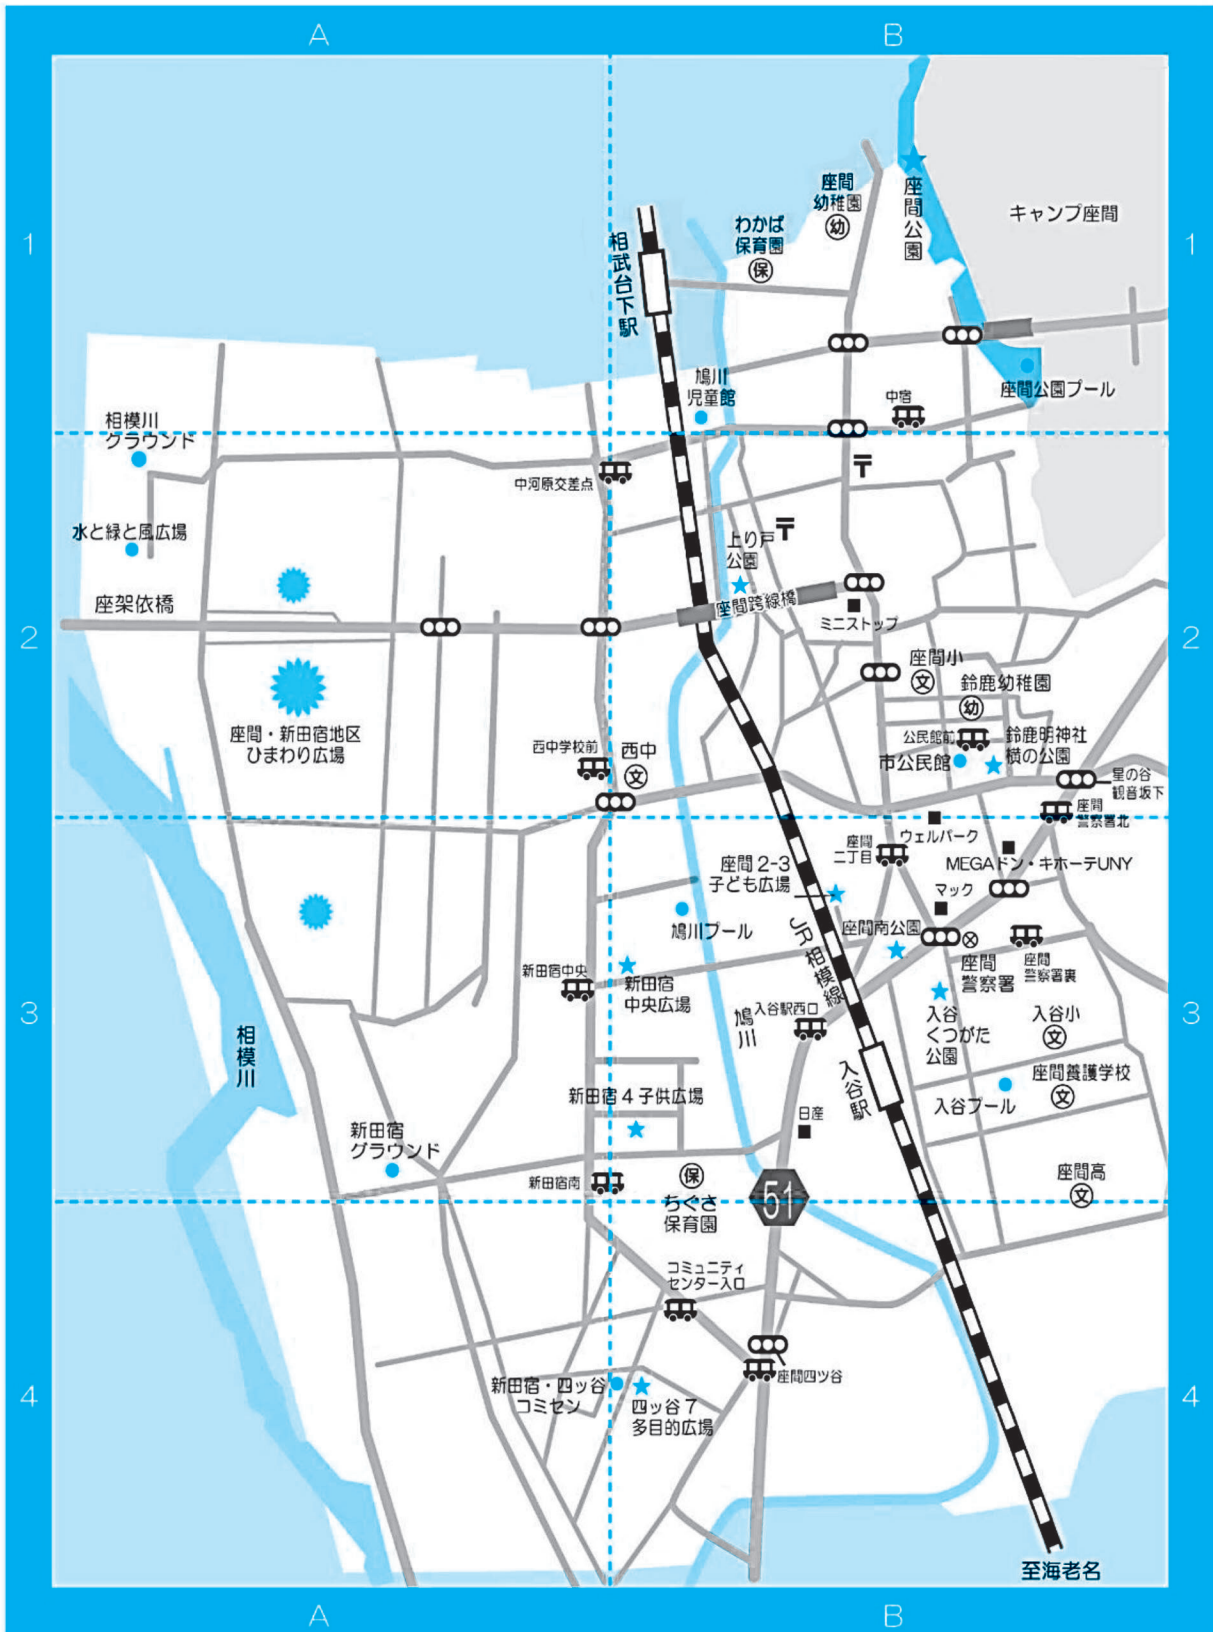 A
B
1
1
座間
幼稚園
幼
座間公園
キャンプ座間
わかば
保育園
保
相武台下駅
鳩川
児童館
座間公園プール
中宿
相模川
グラウンド
中河原交差点
〒
水と緑と風広場
上り戸
公園
〒
座架依橋
座間跨線橋
ミニストップ
2
2
座間小
文
鈴鹿幼稚園
幼
座間・新田宿地区
ひまわり広場
西中学校前
西中
文
公民館前
鈴鹿明神社
横の公園
市公民館
星の谷
観音坂下
座間
警察署北
ウェルパーク
座間
二丁目
座間2-3
子ども広場
MEGAドン・キホーテUNY
マック
鳩川プール
JR相模線
座間南公園
新田宿中央
新田宿
中央広場
座間
警察署
座間
警察署裏
3
3
相模川
鳩川
入谷駅西口
入谷
くつがた
公園
入谷小
文
入谷駅
座間養護学校
文
入谷プール
新田宿4子供広場
日産
新田宿
グラウンド
新田宿南
保
ちぐさ
保育園
51
座間高
文
コミュニティ
センター入口
座間四ツ谷
新田宿・四ッ谷
コミセン
四ッ谷7
多目的広場
4
4
至海老名
A
B